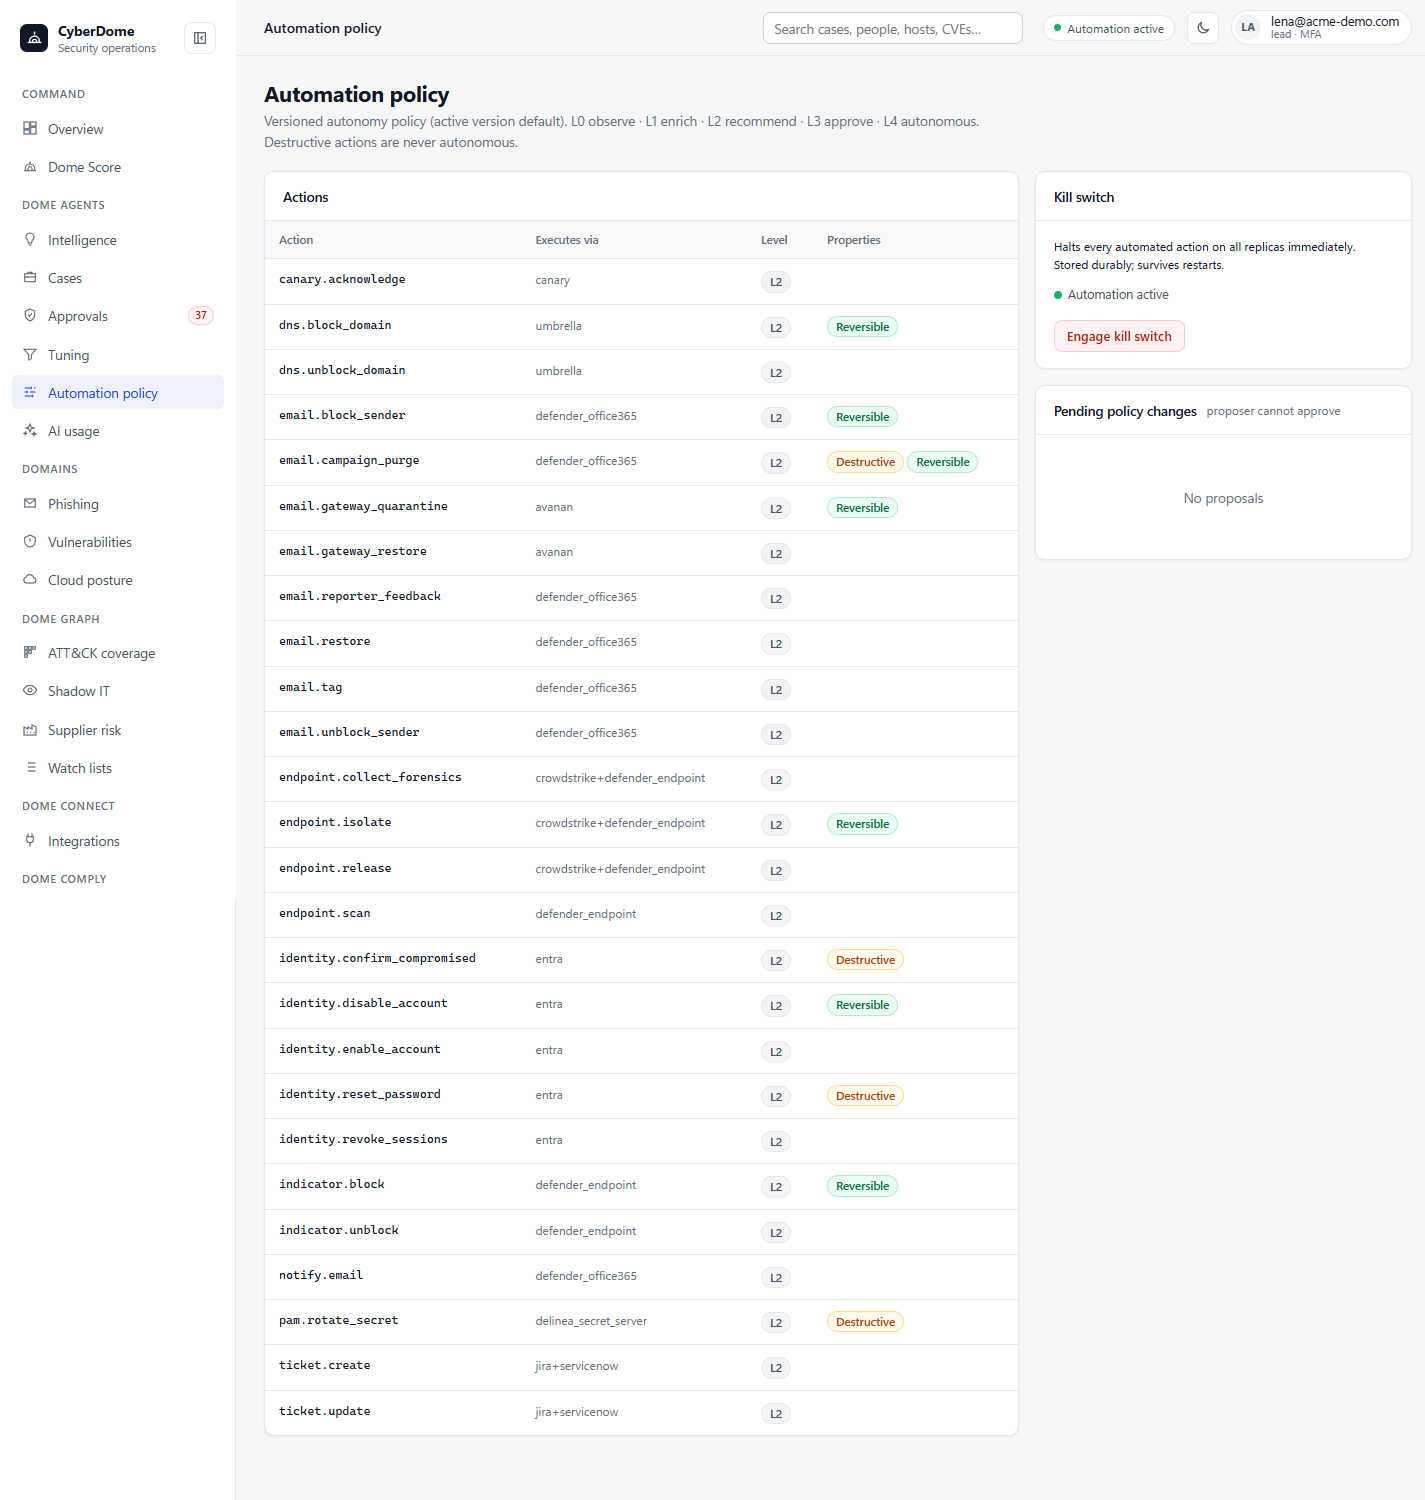 CyberDome
Security operations
COMMAND
Overview
Dome Score
DOME AGENTS
Intelligence
Cases
Approvals 37
Tuning
Automation policy
AI usage
DOMAINS
Phishing
Vulnerabilities
Cloud posture
DOME GRAPH
ATT&CK coverage
Shadow IT
Supplier risk
Watch lists
DOME CONNECT
Integrations
DOME COMPLY
Automation policy
Search cases, people, hosts, CVEs...
Automation active
LA
lena@acme-demo.com
lead · MFA
Automation policy
Versioned autonomy policy (active version default). L0 observe · L1 enrich · L2 recommend · L3 approve · L4 autonomous.
Destructive actions are never autonomous.
Actions
Action Executes via Level Properties
canary.acknowledge canary L2
dns.block_domain umbrella L2 Reversible
dns.unblock_domain umbrella L2
email.block_sender defender_office365 L2 Reversible
email.campaign_purge defender_office365 L2 Destructive Reversible
email.gateway_quarantine avanan L2 Reversible
email.gateway_restore avanan L2
email.reporter_feedback defender_office365 L2
email.restore defender_office365 L2
email.tag defender_office365 L2
email.unblock_sender defender_office365 L2
endpoint.collect_forensics crowdstrike+defender_endpoint L2
endpoint.isolate crowdstrike+defender_endpoint L2 Reversible
endpoint.release crowdstrike+defender_endpoint L2
endpoint.scan defender_endpoint L2
identity.confirm_compromised entra L2 Destructive
identity.disable_account entra L2 Reversible
identity.enable_account entra L2
identity.reset_password entra L2 Destructive
identity.revoke_sessions entra L2
indicator.block defender_endpoint L2 Reversible
indicator.unblock defender_endpoint L2
notify.email defender_office365 L2
pam.rotate_secret delinea_secret_server L2 Destructive
ticket.create jira+servicenow L2
ticket.update jira+servicenow L2
Kill switch
Halts every automated action on all replicas immediately.
Stored durably; survives restarts.
Automation active
Engage kill switch
Pending policy changes proposer cannot approve
No proposals